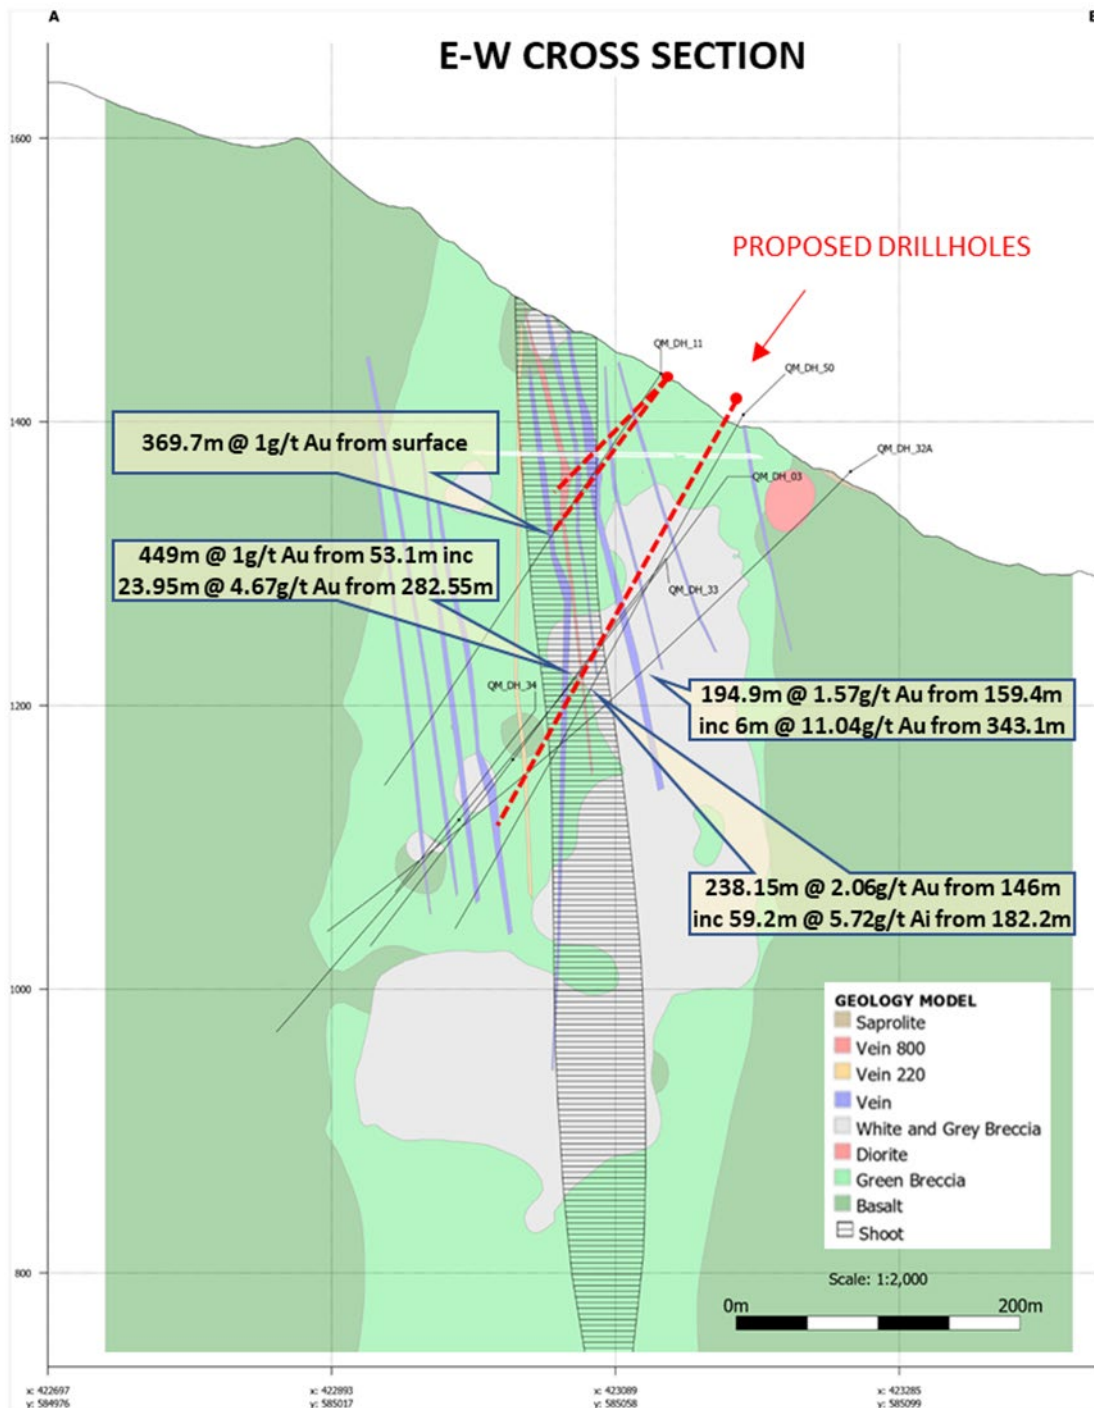 A
E
E-W CROSS SECTION
1600
PROPOSED DRILLHOLES
QM_DH_11
QM_DH_50
1400
369.7m @ 1g/t Au from surface
QM_DH_32A
QM_DH_03
449m @ 1g/t Au from 53.1m inc
23.95m @ 4.67g/t Au from 282.55m
QM_DH_33
QM_DH_34
194.9m @ 1.57g/t Au from 159.4m
inc 6m @ 11.04g/t Au from 343.1m
1200
238.15m @ 2.06g/t Au from 146m
inc 59.2m @ 5.72g/t Ai from 182.2m
1000
GEOLOGY MODEL
Saprolite
Vein 800
Vein 220
Vein
White and Grey Breccia
Diorite
Green Breccia
Basalt
Shoot
800
Scale: 1:2,000
0m 200m
x: 422697 x: 422893 x: 423089 x: 423285
y: 584976 y: 585017 y: 585058 y: 585099